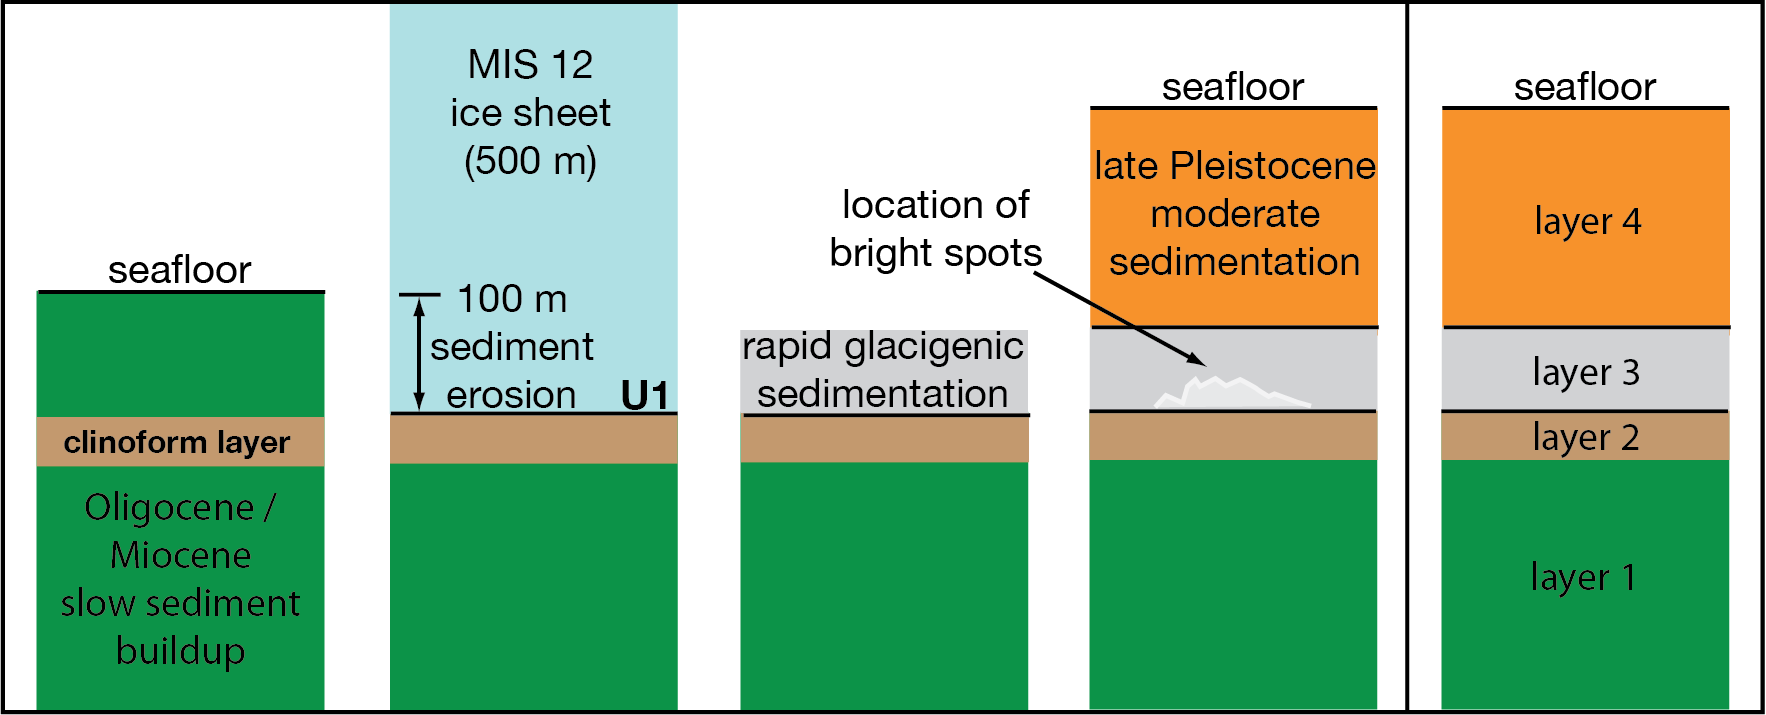 seafloor
clinoform layer
Oligocene /
Miocene
slow sediment
buildup
MIS 12
ice sheet
(500 m)
100 m
sediment
erosion
U1
rapid glacigenic
sedimentation
location of
bright spots
seafloor
late Pleistocene
moderate
sedimentation
seafloor
layer 4
layer 3
layer 2
layer 1